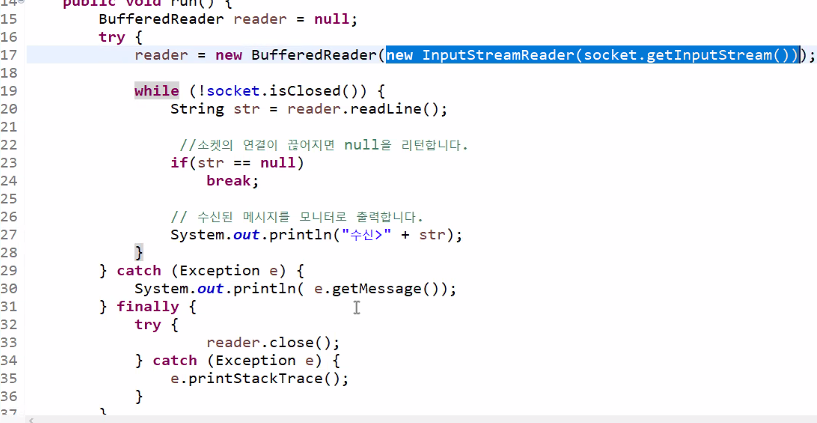 14 public void run() {
15 BufferedReader reader = null;
16 try {
17 reader = new BufferedReader(new InputStreamReader(socket.getInputStream()));
18
19 while (!socket.isClosed()) {
20 String str = reader.readLine();
21
22 //소켓의 연결이 끊어지면 null을 리턴합니다.
23 if(str == null)
24 break;
25
26 // 수신된 메시지를 모니터로 출력합니다.
27 System.out.println("수신>" + str);
28 }
29 } catch (Exception e) {
30 System.out.println( e.getMessage());
31 } finally {
32 try {
33 reader.close();
34 } catch (Exception e) {
35 e.printStackTrace();
36 }
37 }